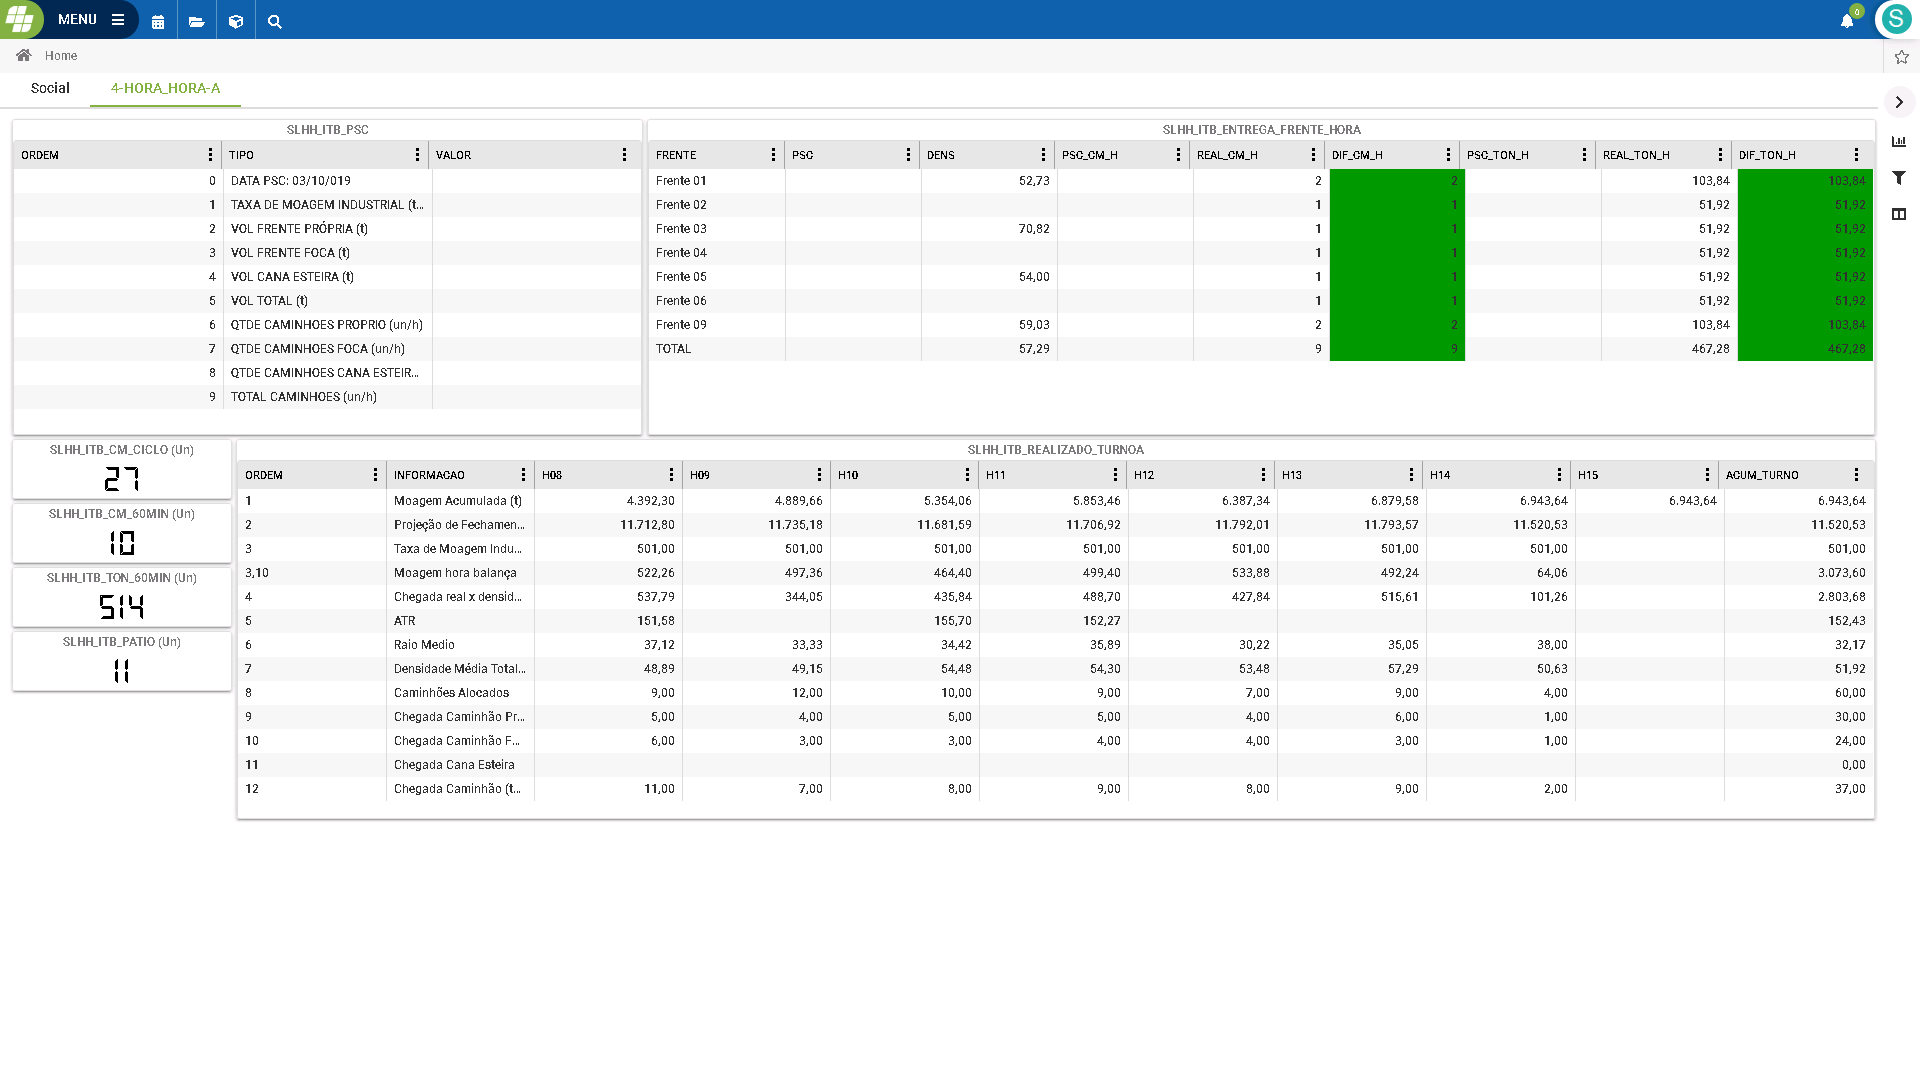 MENU
0
S
Home
Social 4-HORA_HORA-A
SLHH_ITB_PSC
ORDEM TIPO VALOR
0 DATA PSC: 03/10/019
1 TAXA DE MOAGEM INDUSTRIAL (t...
2 VOL FRENTE PRÓPRIA (t)
3 VOL FRENTE FOCA (t)
4 VOL CANA ESTEIRA (t)
5 VOL TOTAL (t)
6 QTDE CAMINHOES PROPRIO (un/h)
7 QTDE CAMINHOES FOCA (un/h)
8 QTDE CAMINHOES CANA ESTEIR...
9 TOTAL CAMINHOES (un/h)
SLHH_ITB_ENTREGA_FRENTE_HORA
FRENTE PSC DENS PSC_CM_H REAL_CM_H DIF_CM_H PSC_TON_H REAL_TON_H DIF_TON_H
Frente 01 52,73 2 2 103,84 103,84
Frente 02 1 1 51,92 51,92
Frente 03 70,82 1 1 51,92 51,92
Frente 04 1 1 51,92 51,92
Frente 05 54,00 1 1 51,92 51,92
Frente 06 1 1 51,92 51,92
Frente 09 59,03 2 2 103,84 103,84
TOTAL 57,29 9 9 467,28 467,28
SLHH_ITB_CM_CICLO (Un)
27
SLHH_ITB_CM_60MIN (Un)
10
SLHH_ITB_TON_60MIN (Un)
514
SLHH_ITB_PATIO (Un)
11
SLHH_ITB_REALIZADO_TURNOA
ORDEM INFORMACAO H08 H09 H10 H11 H12 H13 H14 H15 ACUM_TURNO
1 Moagem Acumulada (t) 4.392,30 4.889,66 5.354,06 5.853,46 6.387,34 6.879,58 6.943,64 6.943,64 6.943,64
2 Projeção de Fechamen... 11.712,80 11.735,18 11.681,59 11.706,92 11.792,01 11.793,57 11.520,53 11.520,53
3 Taxa de Moagem Indu... 501,00 501,00 501,00 501,00 501,00 501,00 501,00 501,00
3,10 Moagem hora balança 522,26 497,36 464,40 499,40 533,88 492,24 64,06 3.073,60
4 Chegada real x densid... 537,79 344,05 435,84 488,70 427,84 515,61 101,26 2.803,68
5 ATR 151,58 155,70 152,27 152,43
6 Raio Medio 37,12 33,33 34,42 35,89 30,22 35,05 38,00 32,17
7 Densidade Média Total... 48,89 49,15 54,48 54,30 53,48 57,29 50,63 51,92
8 Caminhões Alocados 9,00 12,00 10,00 9,00 7,00 9,00 4,00 60,00
9 Chegada Caminhão Pr... 5,00 4,00 5,00 5,00 4,00 6,00 1,00 30,00
10 Chegada Caminhão F... 6,00 3,00 3,00 4,00 4,00 3,00 1,00 24,00
11 Chegada Cana Esteira 0,00
12 Chegada Caminhão (t... 11,00 7,00 8,00 9,00 8,00 9,00 2,00 37,00